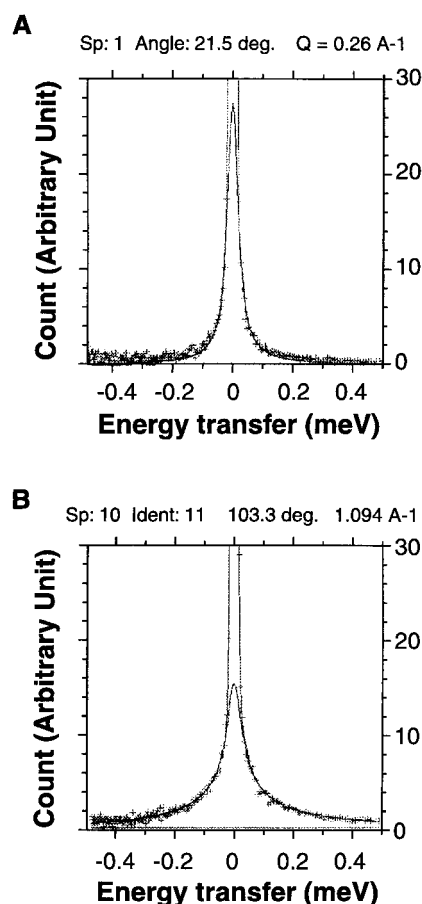 A
Sp: 1 Angle: 21.5 deg. Q = 0.26 A-1
30
20
10
0
Count (Arbitrary Unit)
-0.4 -0.2 0 0.2 0.4
Energy transfer (meV)
B
Sp: 10 Ident: 11 103.3 deg. 1.094 A-1
30
20
10
0
Count (Arbitrary Unit)
-0.4 -0.2 0 0.2 0.4
Energy transfer (meV)